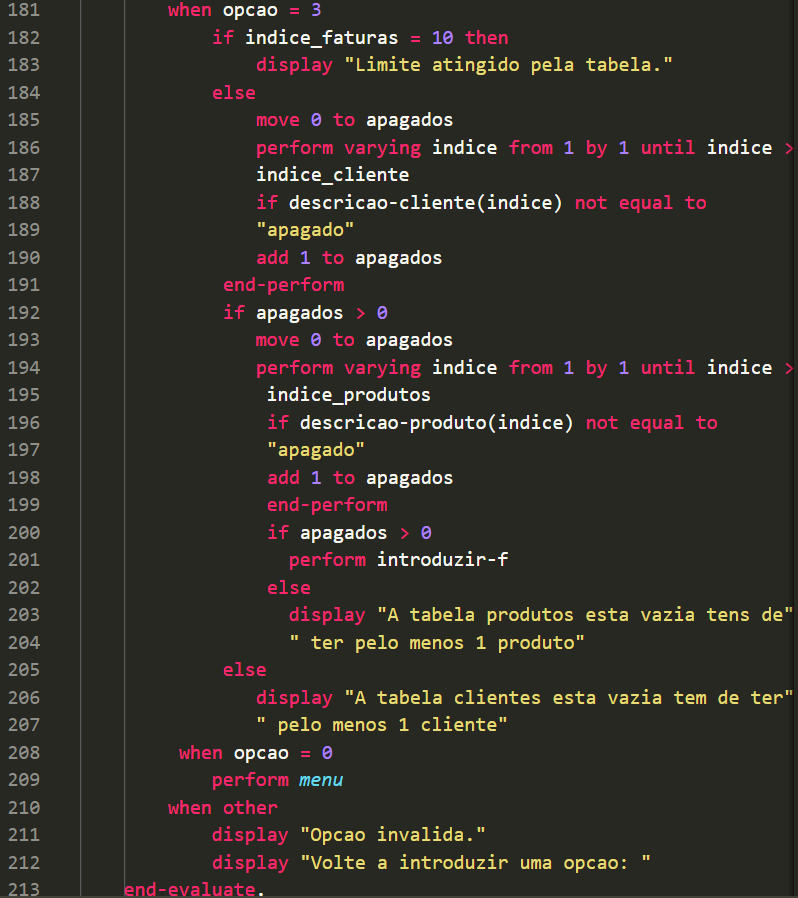 181 when opcao = 3
182 if indice_faturas = 10 then
183 display "Limite atingido pela tabela."
184 else
185 move 0 to apagados
186 perform varying indice from 1 by 1 until indice >
187 indice_cliente
188 if descricao-cliente(indice) not equal to
189 "apagado"
190 add 1 to apagados
191 end-perform
192 if apagados > 0
193 move 0 to apagados
194 perform varying indice from 1 by 1 until indice >
195 indice_produtos
196 if descricao-produto(indice) not equal to
197 "apagado"
198 add 1 to apagados
199 end-perform
200 if apagados > 0
201 perform introduzir-f
202 else
203 display "A tabela produtos esta vazia tens de"
204 " ter pelo menos 1 produto"
205 else
206 display "A tabela clientes esta vazia tem de ter"
207 " pelo menos 1 cliente"
208 when opcao = 0
209 perform menu
210 when other
211 display "Opcao invalida."
212 display "Volte a introduzir uma opcao: "
213 end-evaluate.